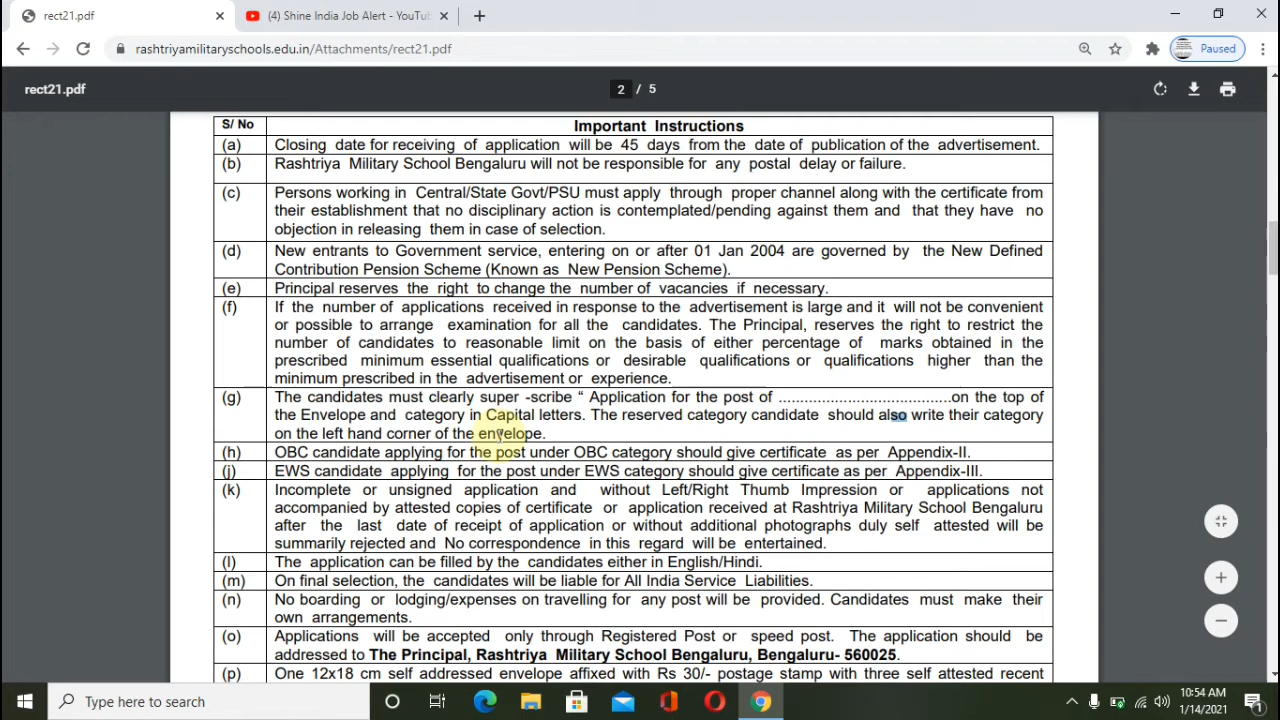 rect21.pdf
(4) Shine India Job Alert - YouTu
rashtriyamilitaryschools.edu.in/Attachments/rect21.pdf
Paused
rect21.pdf
2 / 5
S/ No Important Instructions
(a) Closing date for receiving of application will be 45 days from the date of publication of the advertisement.
(b) Rashtriya Military School Bengaluru will not be responsible for any postal delay or failure.
(c) Persons working in Central/State Govt/PSU must apply through proper channel along with the certificate from
their establishment that no disciplinary action is contemplated/pending against them and that they have no
objection in releasing them in case of selection.
(d) New entrants to Government service, entering on or after 01 Jan 2004 are governed by the New Defined
Contribution Pension Scheme (Known as New Pension Scheme).
(e) Principal reserves the right to change the number of vacancies if necessary.
(f) If the number of applications received in response to the advertisement is large and it will not be convenient
or possible to arrange examination for all the candidates. The Principal, reserves the right to restrict the
number of candidates to reasonable limit on the basis of either percentage of marks obtained in the
prescribed minimum essential qualifications or desirable qualifications or qualifications higher than the
minimum prescribed in the advertisement or experience.
(g) The candidates must clearly super -scribe “ Application for the post of ......................................on the top of
the Envelope and category in Capital letters. The reserved category candidate should also write their category
on the left hand corner of the envelope.
(h) OBC candidate applying for the post under OBC category should give certificate as per Appendix-II.
(j) EWS candidate applying for the post under EWS category should give certificate as per Appendix-III.
(k) Incomplete or unsigned application and without Left/Right Thumb Impression or applications not
accompanied by attested copies of certificate or application received at Rashtriya Military School Bengaluru
after the last date of receipt of application or without additional photographs duly self attested will be
summarily rejected and No correspondence in this regard will be entertained.
(l) The application can be filled by the candidates either in English/Hindi.
(m) On final selection, the candidates will be liable for All India Service Liabilities.
(n) No boarding or lodging/expenses on travelling for any post will be provided. Candidates must make their
own arrangements.
(o) Applications will be accepted only through Registered Post or speed post. The application should be
addressed to The Principal, Rashtriya Military School Bengaluru, Bengaluru- 560025.
(p) One 12x18 cm self addressed envelope affixed with Rs 30/- postage stamp with three self attested recent
Type here to search
10:54 AM
1/14/2021
1